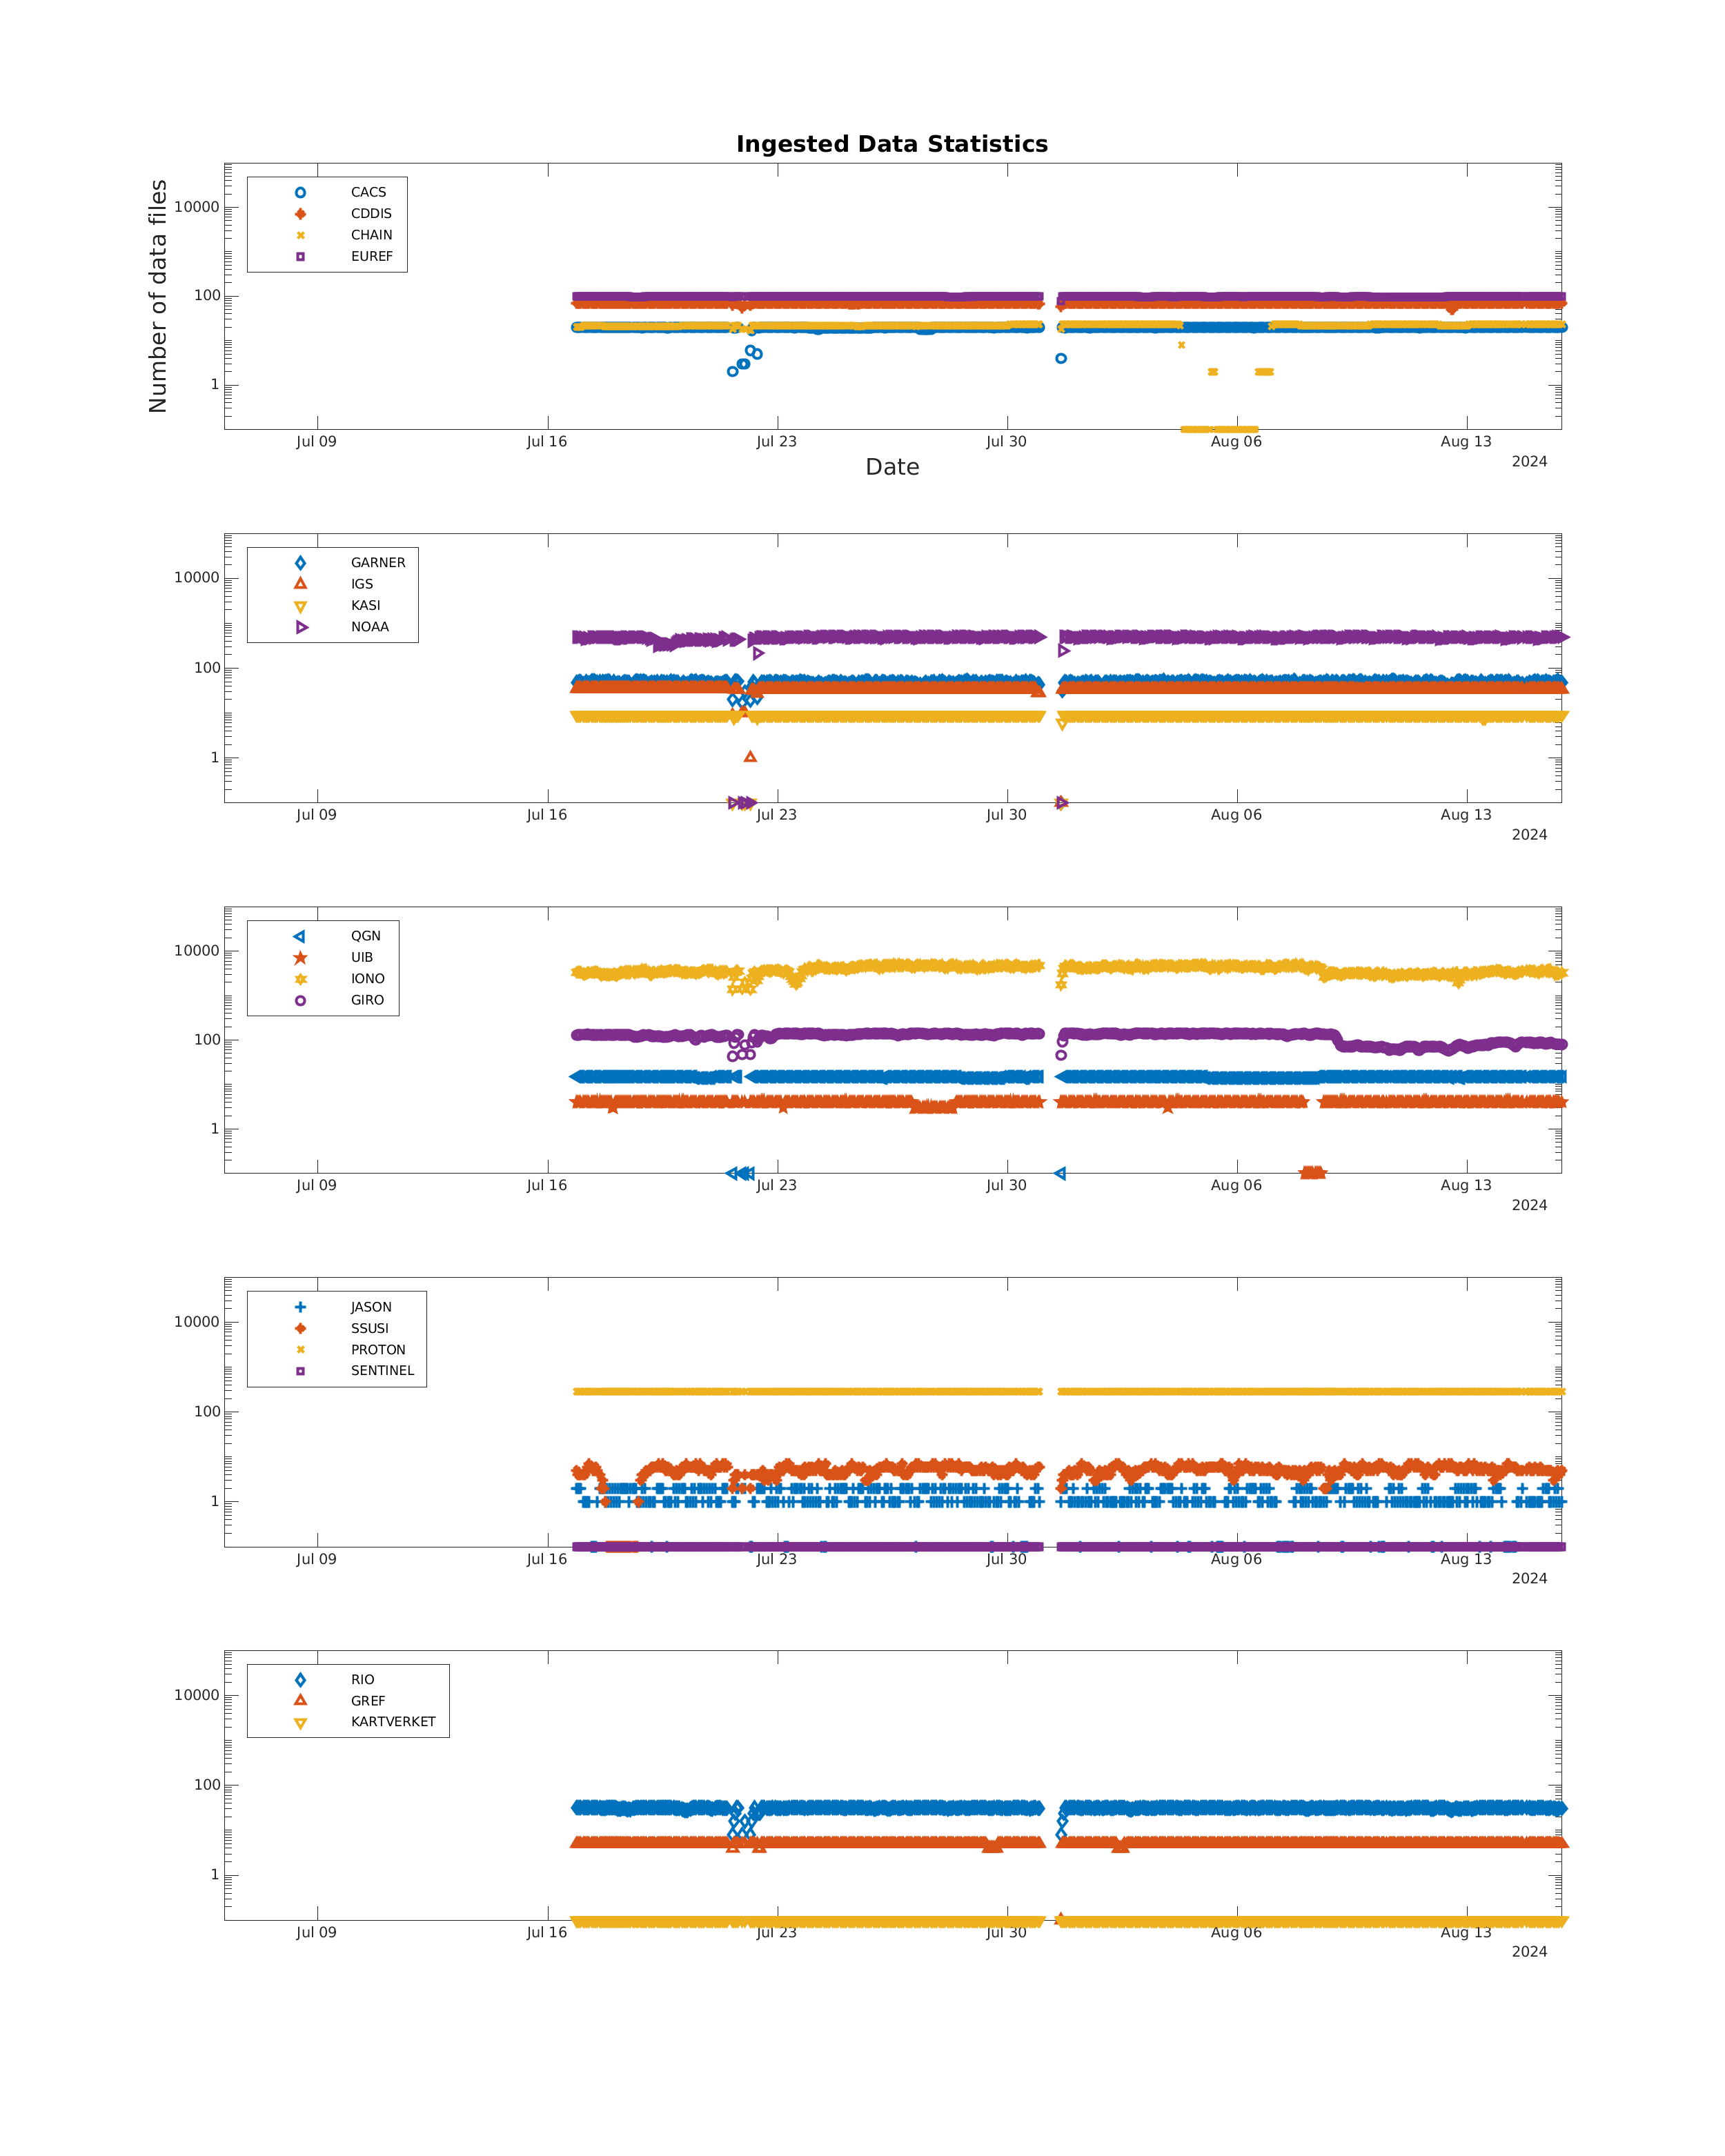 Ingested Data Statistics
Number of data files
10000
100
1
CACS
CDDIS
CHAIN
EUREF
Jul 09 Jul 16 Jul 23 Jul 30 Aug 06 Aug 13
2024
Date
10000
100
1
GARNER
IGS
KASI
NOAA
Jul 09 Jul 16 Jul 23 Jul 30 Aug 06 Aug 13
2024
10000
100
1
QGN
UIB
IONO
GIRO
Jul 09 Jul 16 Jul 23 Jul 30 Aug 06 Aug 13
2024
10000
100
1
JASON
SSUSI
PROTON
SENTINEL
Jul 09 Jul 16 Jul 23 Jul 30 Aug 06 Aug 13
2024
10000
100
1
RIO
GREF
KARTVERKET
Jul 09 Jul 16 Jul 23 Jul 30 Aug 06 Aug 13
2024